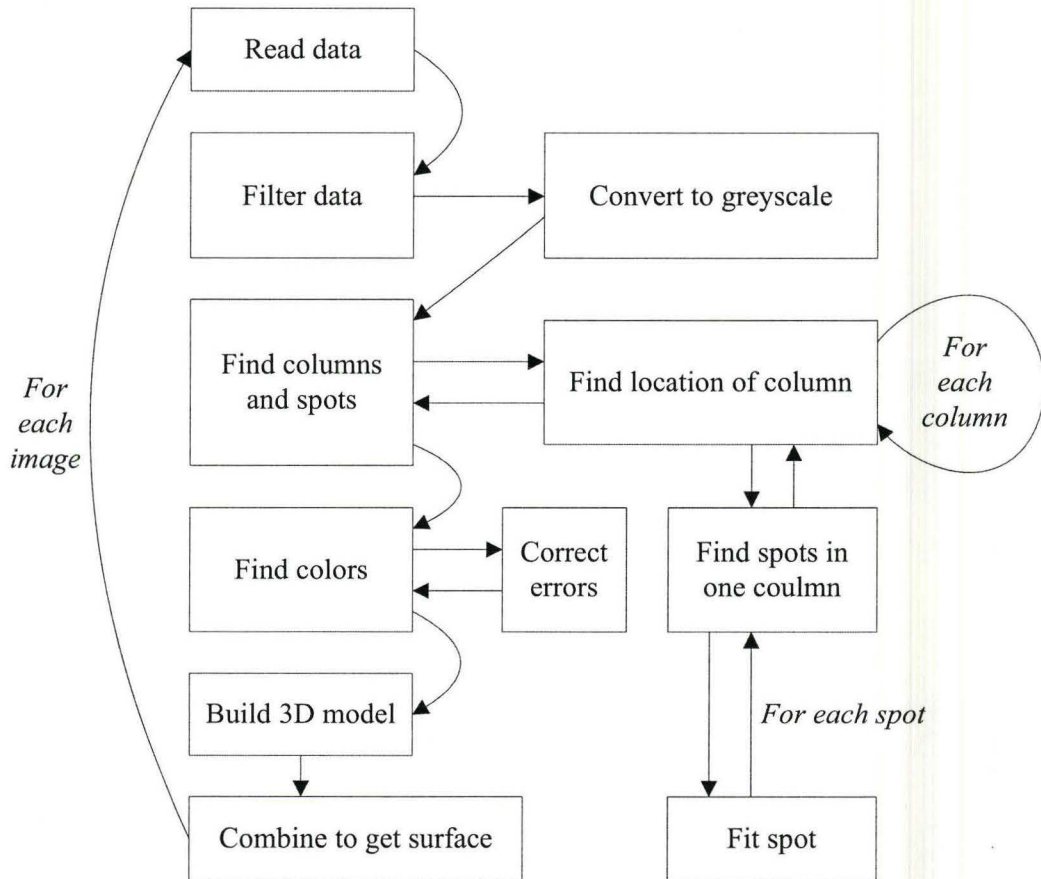 Read data
Filter data
Convert to greyscale
Find columns
and spots
Find location of column
For
each
column
For
each
image
Find colors
Correct
errors
Find spots in
one coulmn
Build 3D model
For each spot
Combine to get surface
Fit spot